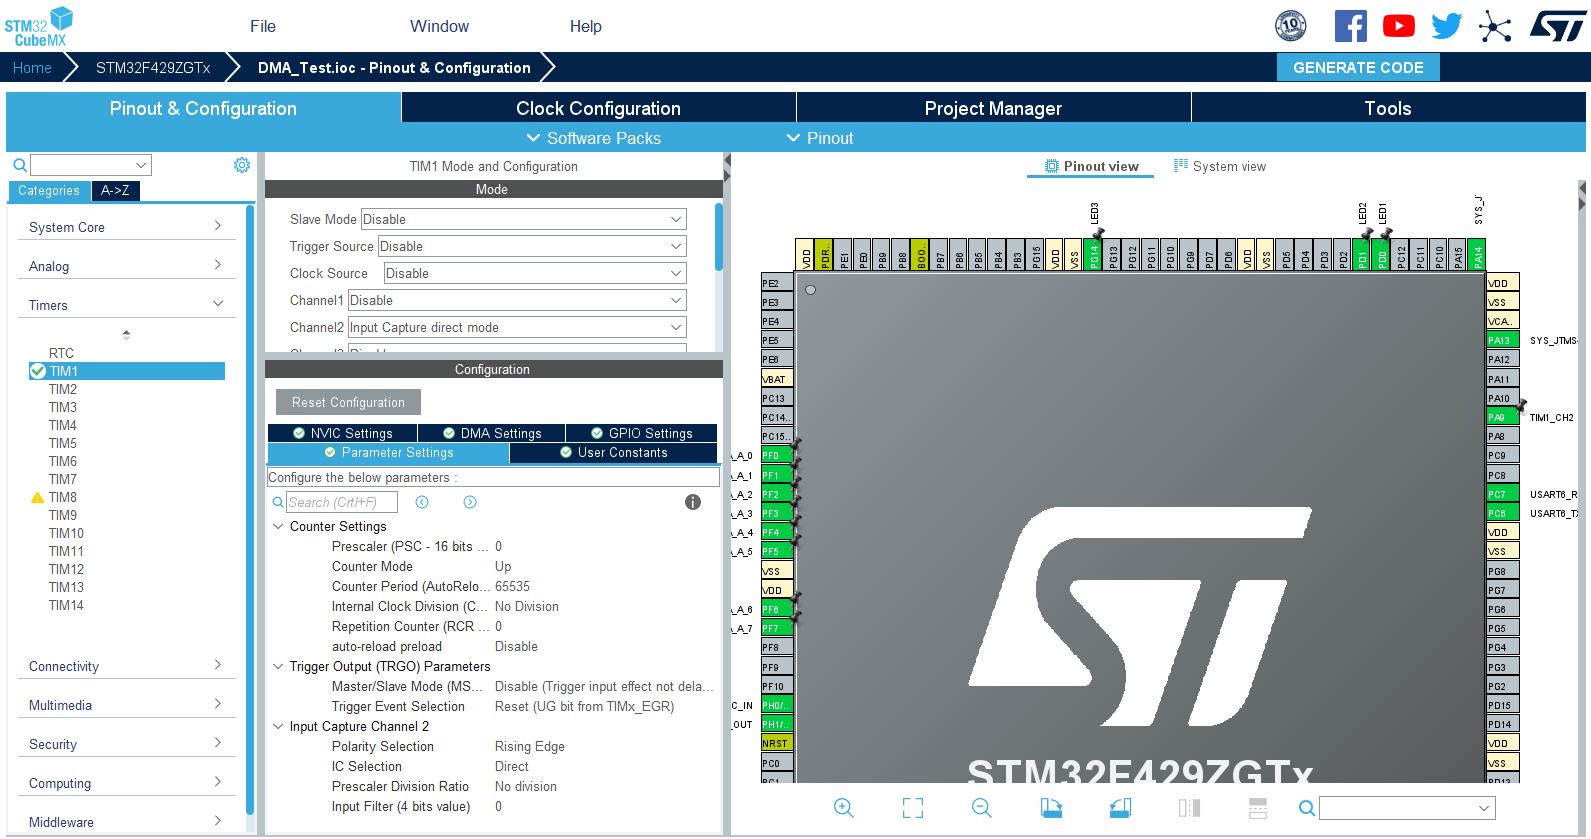 STM32
CubeMX
File
Window
Help
10
Home
STM32F429ZGTx
DMA_Test.ioc - Pinout & Configuration
GENERATE CODE
Pinout & Configuration
Clock Configuration
Project Manager
Tools
Software Packs
Pinout
Categories
A->Z
System Core
Analog
Timers
RTC
TIM1
TIM2
TIM3
TIM4
TIM5
TIM6
TIM7
TIM8
TIM9
TIM10
TIM11
TIM12
TIM13
TIM14
Connectivity
Multimedia
Security
Computing
Middleware
TIM1 Mode and Configuration
Mode
Slave Mode Disable
Trigger Source Disable
Clock Source Disable
Channel1 Disable
Channel2 Input Capture direct mode
Configuration
Reset Configuration
NVIC Settings
DMA Settings
GPIO Settings
Parameter Settings
User Constants
Configure the below parameters :
Search (Crtl+F)
Counter Settings
Prescaler (PSC - 16 bits ... 0
Counter Mode Up
Counter Period (AutoRelo... 65535
Internal Clock Division (C... No Division
Repetition Counter (RCR ... 0
auto-reload preload Disable
Trigger Output (TRGO) Parameters
Master/Slave Mode (MS... Disable (Trigger input effect not dela...
Trigger Event Selection Reset (UG bit from TIMx_EGR)
Input Capture Channel 2
Polarity Selection Rising Edge
IC Selection Direct
Prescaler Division Ratio No division
Input Filter (4 bits value) 0
Pinout view
System view
LED3
LED2
LED1
SYS_J
VDD
PDR..
PE1
PE0
PB9
PB8
BOO..
PB7
PB6
PB5
PB4
PB3
PG15
VDD
VSS
PG14
PG13
PG12
PG11
PG10
PG9
PD7
PD6
VDD
VSS
PD5
PD4
PD3
PD2
PD1
PD0
PC12
PC11
PC10
PA15
PA14
PE2
PE3
PE4
PE5
PE6
VBAT
PC13
PC14..
PC15..
_A_0 PF0
_A_1 PF1
_A_2 PF2
_A_3 PF3
_A_4 PF4
_A_5 PF5
VSS
VDD
_A_6 PF6
_A_7 PF7
PF8
PF9
PF10
C_IN PH0/..
_OUT PH1/..
NRST
PC0
PC1
VDD
VSS
VCA..
PA13 SYS_JTMS-
PA12
PA11
PA10
PA9 TIM1_CH2
PA8
PC9
PC8
PC7 USART6_R
PC6 USART6_TX
VDD
VSS
PG8
PG7
PG6
PG5
PG4
PG3
PG2
PD15
PD14
VDD
VSS
PD13
ST
STM32F429ZGTx